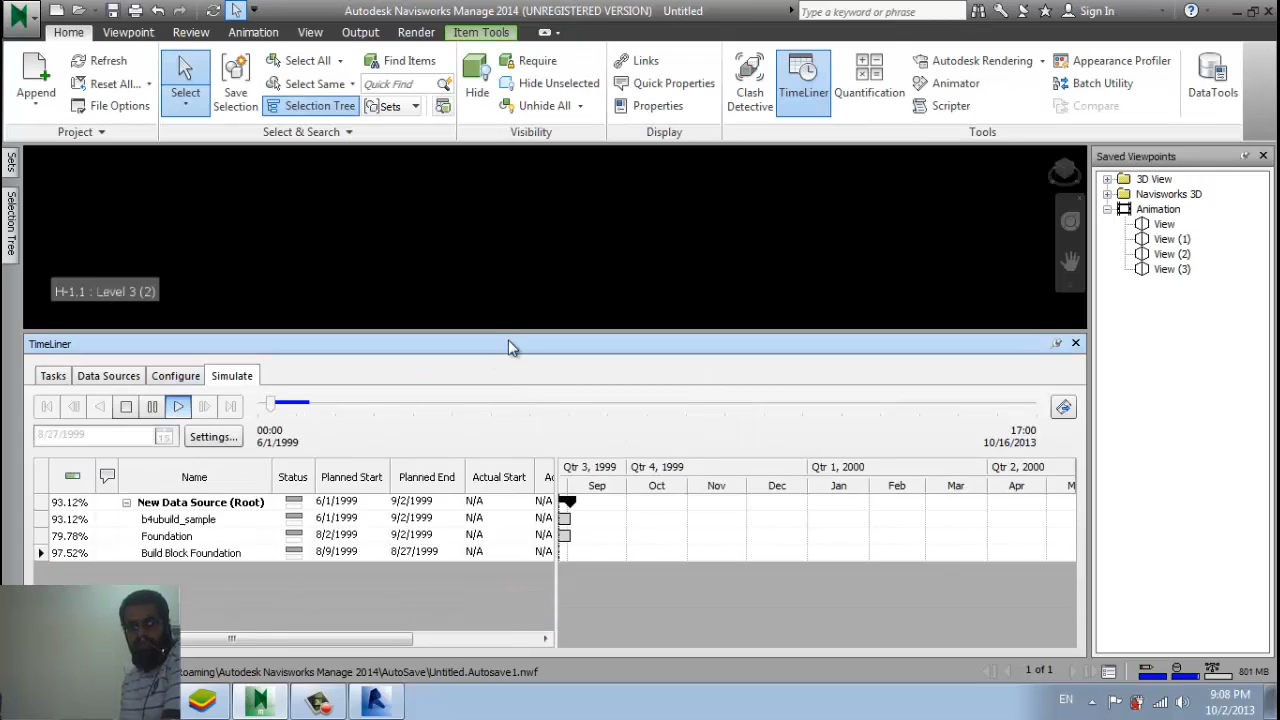 Autodesk Navisworks Manage 2014 (UNREGISTERED VERSION) Untitled
Type a keyword or phrase
Sign In
Home Viewpoint Review Animation View Output Render Item Tools
Append
Refresh
Reset All...
File Options
Project
Select
Save Selection
Select All
Select Same
Selection Tree
Find Items
Quick Find
Sets
Select & Search
Hide
Require
Hide Unselected
Unhide All
Visibility
Links
Quick Properties
Properties
Display
Clash Detective
TimeLiner
Quantification
Autodesk Rendering
Animator
Scripter
Appearance Profiler
Batch Utility
Compare
DataTools
Tools
Sets
Selection Tree
H-1.1 : Level 3 (2)
Saved Viewpoints
3D View
Navisworks 3D
Animation
View
View (1)
View (2)
View (3)
TimeLiner
Tasks Data Sources Configure Simulate
8/27/1999 15 Settings...
00:00
6/1/1999
17:00
10/16/2013
Name Status Planned Start Planned End Actual Start Ac
Qtr 3, 1999 Qtr 4, 1999 Qtr 1, 2000 Qtr 2, 2000
Sep Oct Nov Dec Jan Feb Mar Apr M
93.12% New Data Source (Root) 6/1/1999 9/2/1999 N/A N/A
93.12% b4ubuild_sample 6/1/1999 9/2/1999 N/A N/A
79.78% Foundation 8/2/1999 9/2/1999 N/A N/A
97.52% Build Block Foundation 8/9/1999 8/27/1999 N/A N/A
oaming\Autodesk Navisworks Manage 2014\AutoSave\Untitled.Autosave1.nwf
1 of 1
801 MB
EN
9:08 PM
10/2/2013